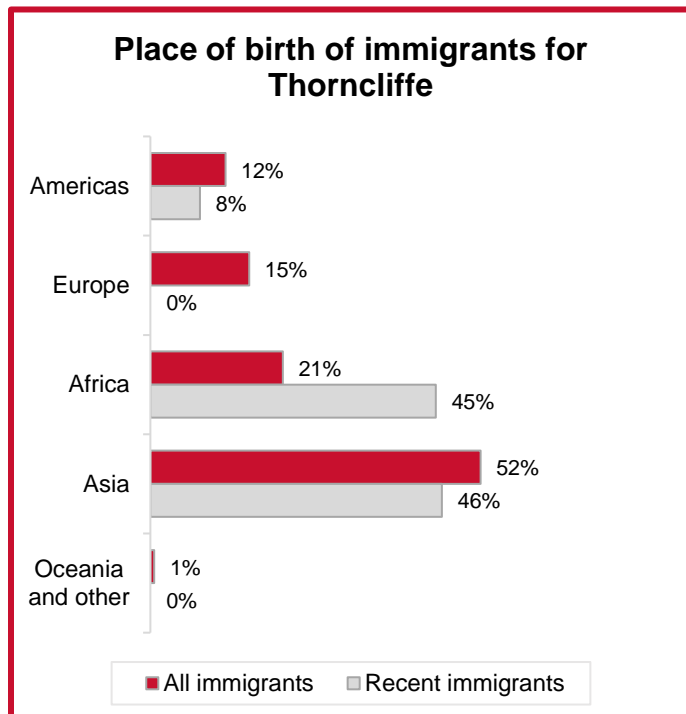 Place of birth of immigrants for
Thorncliffe
Americas
12%
8%
Europe
15%
0%
Africa
21%
45%
Asia
52%
46%
Oceania
and other
1%
0%
All immigrants
Recent immigrants